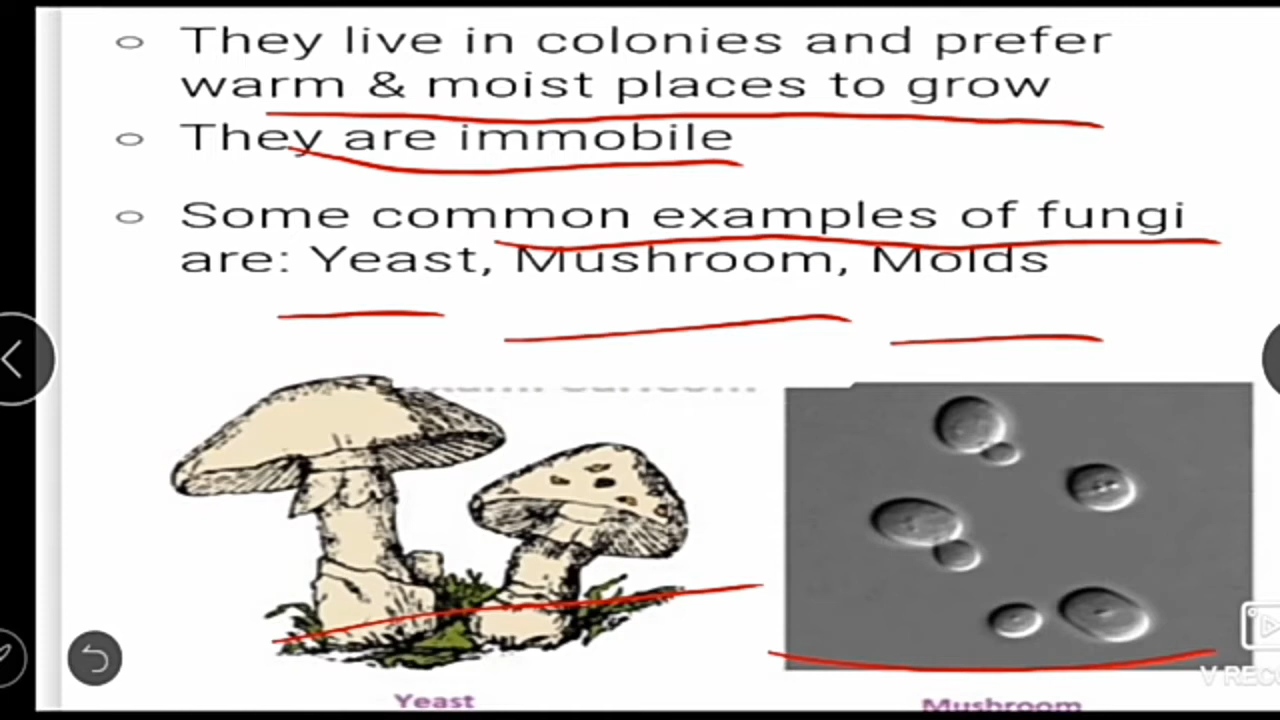 They live in colonies and prefer
warm & moist places to grow
They are immobile
Some common examples of fungi
are: Yeast, Mushroom, Molds
Yeast
Mushroom
V RECO